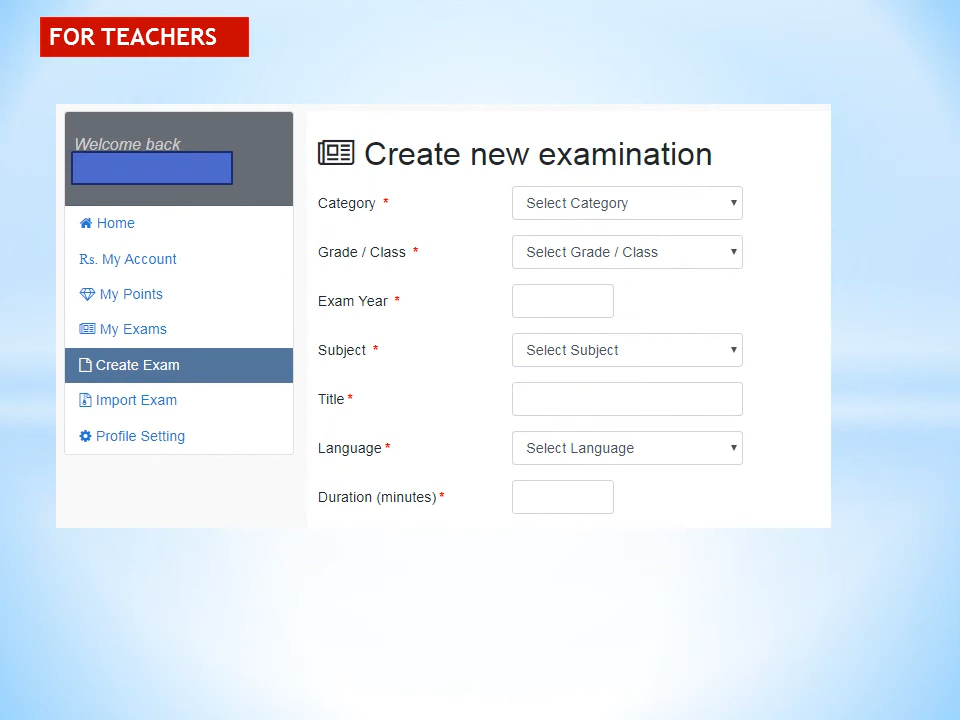 FOR TEACHERS
Welcome back
Home
Rs. My Account
My Points
My Exams
Create Exam
Import Exam
Profile Setting
Create new examination
Category * Select Category
Grade / Class * Select Grade / Class
Exam Year *
Subject * Select Subject
Title*
Language* Select Language
Duration (minutes)*